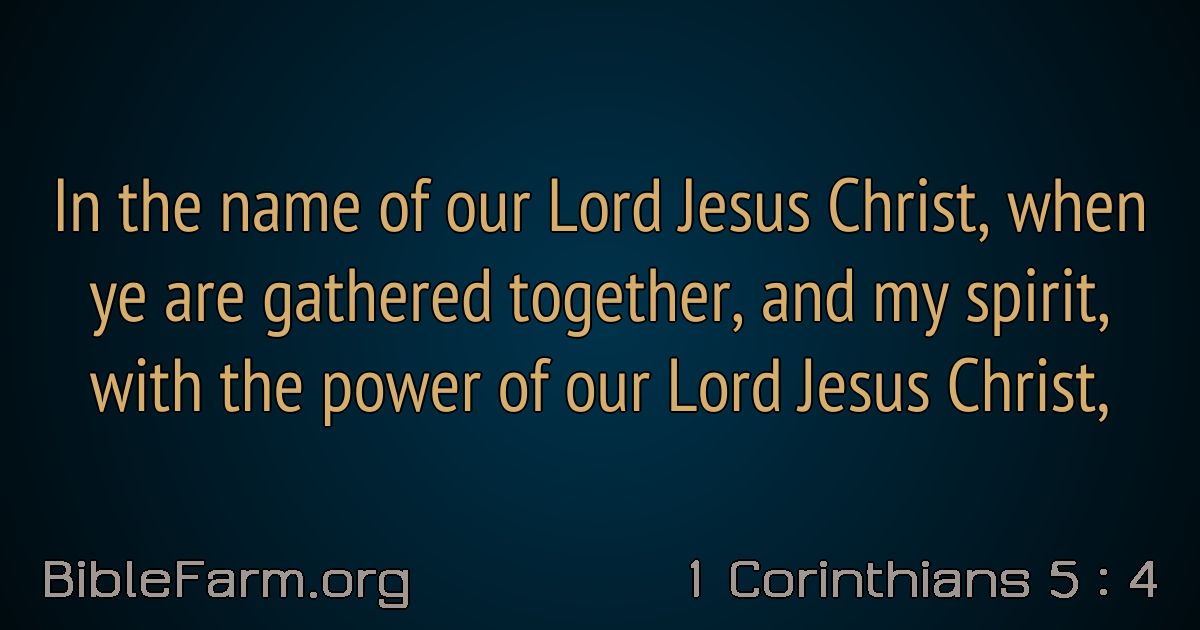 In the name of our Lord Jesus Christ, when
ye are gathered together, and my spirit,
with the power of our Lord Jesus Christ,
BibleFarm.org
1 Corinthians 5 : 4